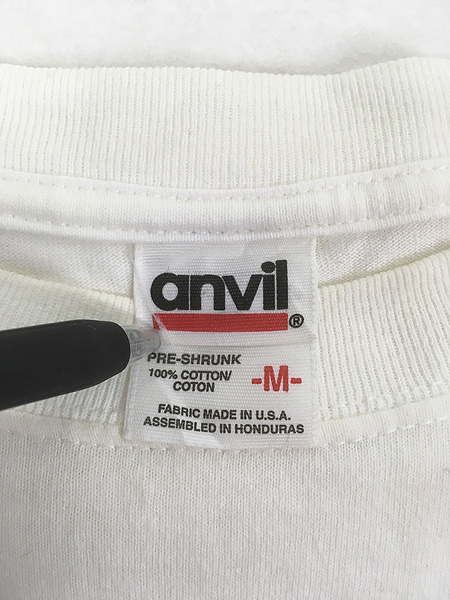 anvil®
PRE-SHRUNK
100% COTTON/
COTON
-M-
FABRIC MADE IN U.S.A.
ASSEMBLED IN HONDURAS